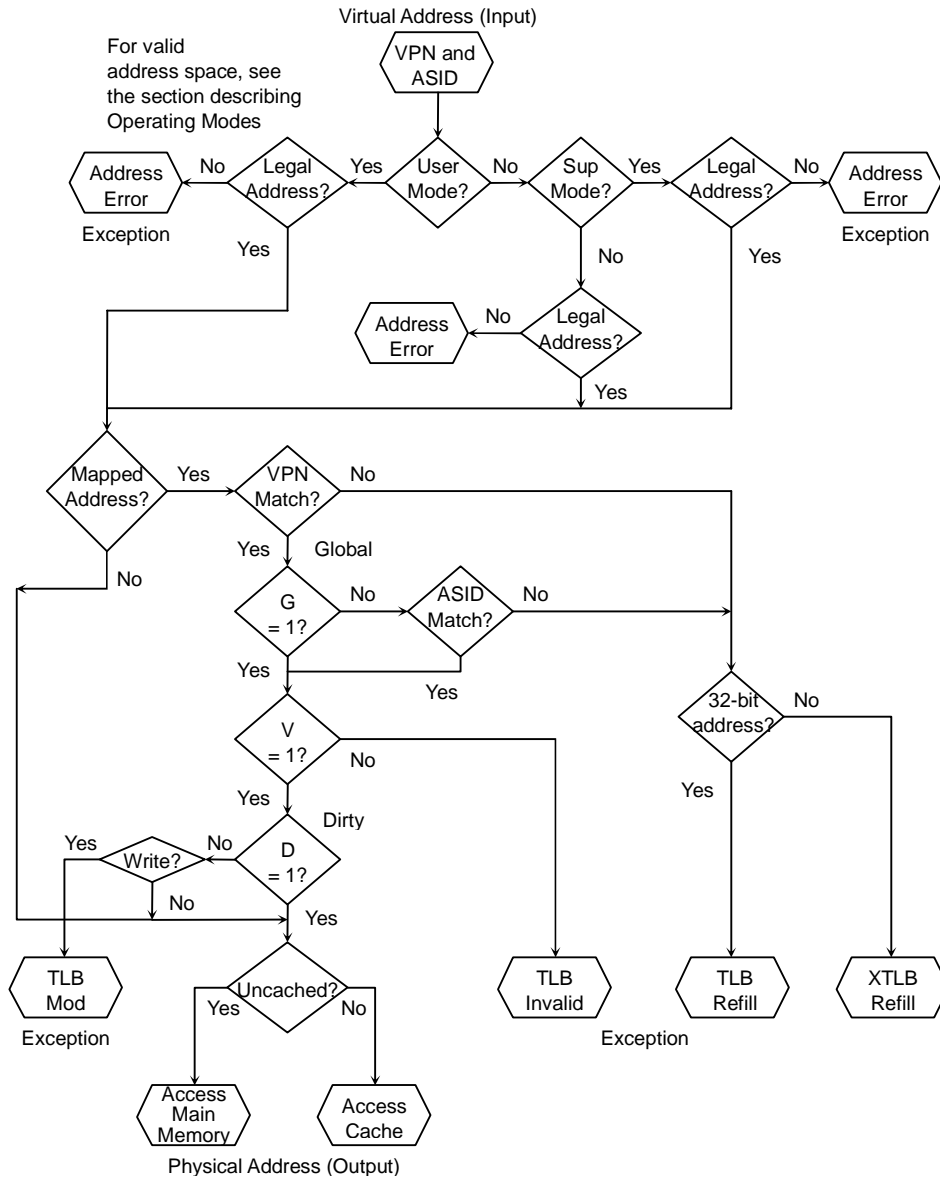 Virtual Address (Input)
For valid
address space, see
the section describing
Operating Modes
VPN and
ASID
Address
Error
Exception
No
Legal
Address?
Yes
User
Mode?
No
Sup
Mode?
Yes
Legal
Address?
No
Address
Error
Exception
Yes
No
Yes
Address
Error
No
Legal
Address?
Yes
Mapped
Address?
Yes
VPN
Match?
No
No
Yes
Global
G
= 1?
No
ASID
Match?
No
Yes
Yes
V
= 1?
No
32-bit
address?
No
Yes
Yes
Dirty
Yes
Write?
No
D
= 1?
No
Yes
TLB
Mod
Exception
Uncached?
Yes
No
TLB
Invalid
TLB
Refill
XTLB
Refill
Exception
Access
Main
Memory
Access
Cache
Physical Address (Output)